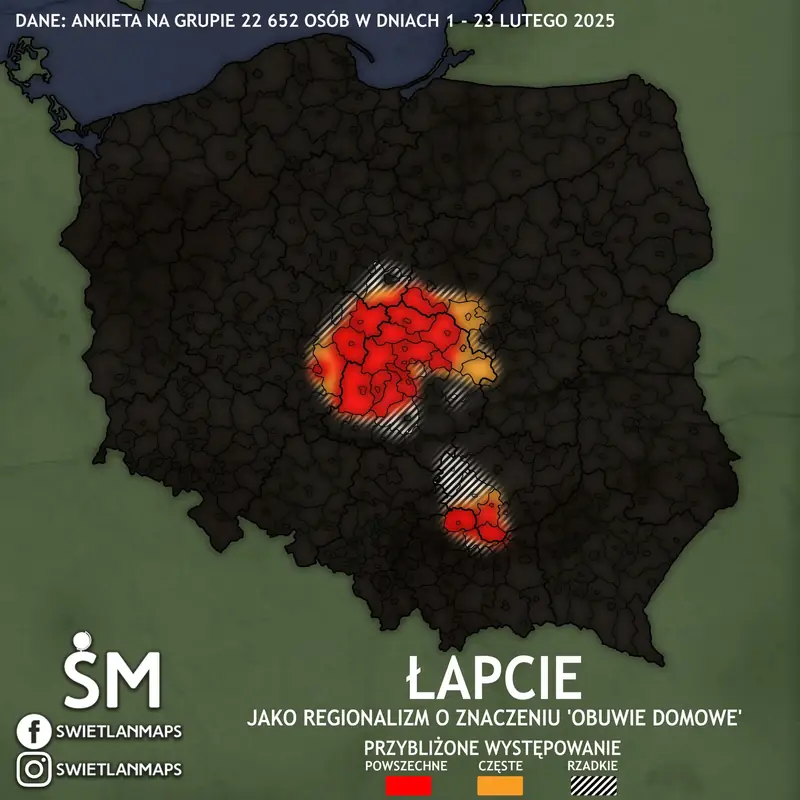 DANE: ANKIETA NA GRUPIE 22 652 OSÓB W DNIACH 1 - 23 LUTEGO 2025
ŚM
SWIETLANMAPS
SWIETLANMAPS
ŁAPCIE
JAKO REGIONALIZM O ZNACZENIU 'OBUWIE DOMOWE'
PRZYBLIŻONE WYSTĘPOWANIE
POWSZECHNE CZĘSTE RZADKIE